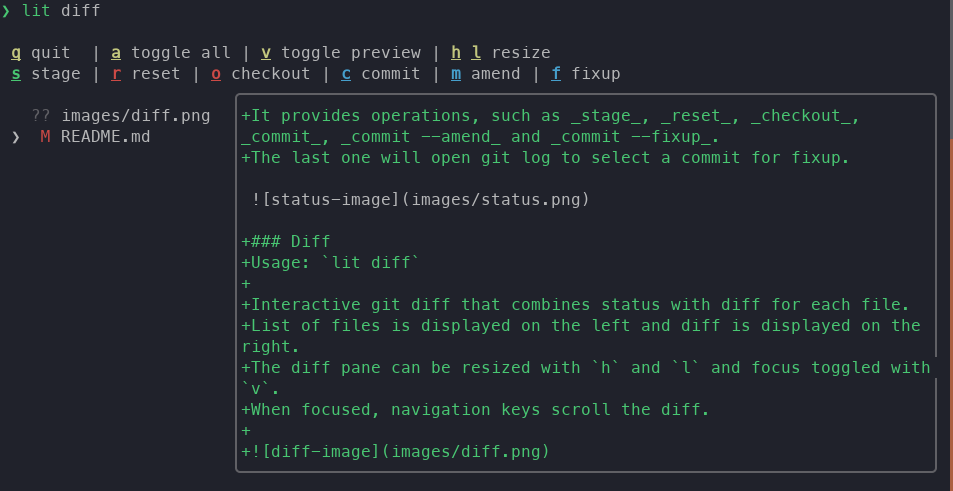 ❯ lit diff
q quit | a toggle all | v toggle preview | h l resize
s stage | r reset | o checkout | c commit | m amend | f fixup
?? images/diff.png
❯ M README.md
+It provides operations, such as _stage_, _reset_, _checkout_,
_commit_, _commit --amend_ and _commit --fixup_.
+The last one will open git log to select a commit for fixup.
![status-image](images/status.png)
+### Diff
+Usage: `lit diff`
+
+Interactive git diff that combines status with diff for each file.
+List of files is displayed on the left and diff is displayed on the
right.
+The diff pane can be resized with `h` and `l` and focus toggled with
`v`.
+When focused, navigation keys scroll the diff.
+
+![diff-image](images/diff.png)